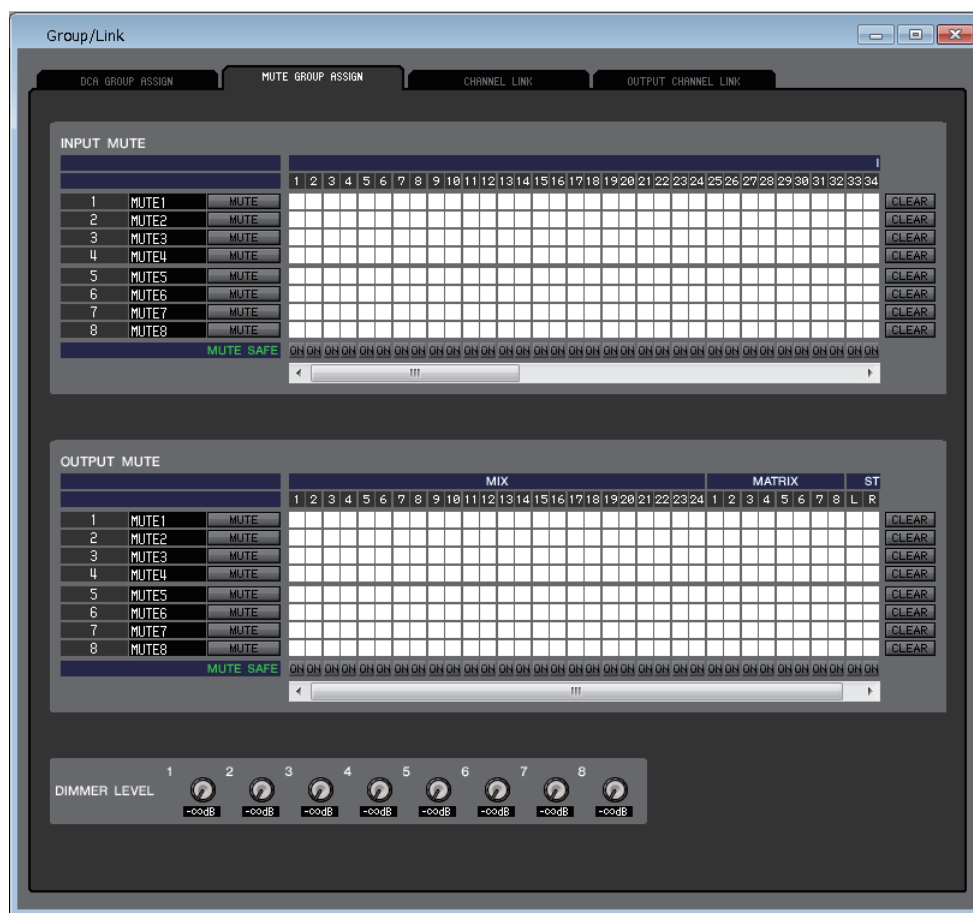 Group/Link
DCA GROUP ASSIGN MUTE GROUP ASSIGN CHANNEL LINK OUTPUT CHANNEL LINK
INPUT MUTE
I
1 2 3 4 5 6 7 8 9 10 11 12 13 14 15 16 17 18 19 20 21 22 23 24 25 26 27 28 29 30 31 32 33 34
1 MUTE1 MUTE CLEAR
2 MUTE2 MUTE CLEAR
3 MUTE3 MUTE CLEAR
4 MUTE4 MUTE CLEAR
5 MUTE5 MUTE CLEAR
6 MUTE6 MUTE CLEAR
7 MUTE7 MUTE CLEAR
8 MUTE8 MUTE CLEAR
MUTE SAFE ON ON ON ON ON ON ON ON ON ON ON ON ON ON ON ON ON ON ON ON ON ON ON ON ON ON ON ON ON ON ON ON ON ON
OUTPUT MUTE
MIX MATRIX ST
1 2 3 4 5 6 7 8 9 10 11 12 13 14 15 16 17 18 19 20 21 22 23 24 1 2 3 4 5 6 7 8 L R
1 MUTE1 MUTE CLEAR
2 MUTE2 MUTE CLEAR
3 MUTE3 MUTE CLEAR
4 MUTE4 MUTE CLEAR
5 MUTE5 MUTE CLEAR
6 MUTE6 MUTE CLEAR
7 MUTE7 MUTE CLEAR
8 MUTE8 MUTE CLEAR
MUTE SAFE ON ON ON ON ON ON ON ON ON ON ON ON ON ON ON ON ON ON ON ON ON ON ON ON ON ON ON ON ON ON ON ON ON ON
1 2 3 4 5 6 7 8
DIMMER LEVEL
-∞dB -∞dB -∞dB -∞dB -∞dB -∞dB -∞dB -∞dB